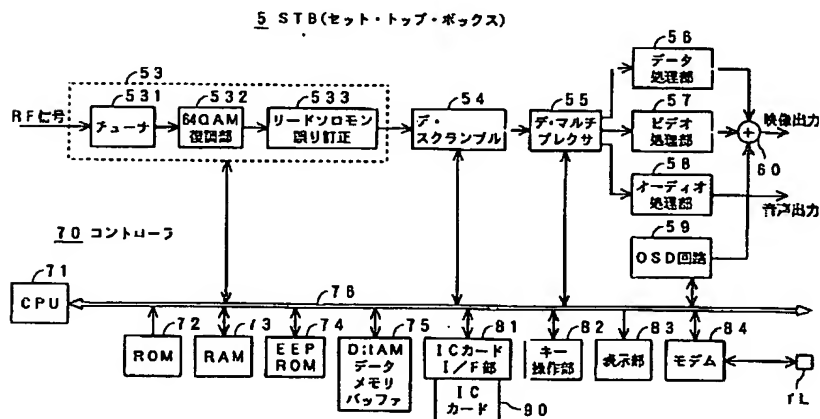 5 STB(セット・トップ・ボックス)
53
531
532
533
RF信号
チューナ
64QAM
復調部
リードソロモン
誤り訂正
54
デ・
スクランブル
55
デ・マルチ
プレクサ
56
データ
処理部
57
ビデオ
処理部
58
オーディオ
処理部
59
OSD回路
+
60
映像出力
音声出力
70 コントローラ
71
CPU
76
72
ROM
73
RAM
74
EEP
ROM
75
DRAM
データ
メモリ
バッファ
81
ICカード
I/F部
IC
カード
90
82
キー
操作部
83
表示部
84
モデム
TL